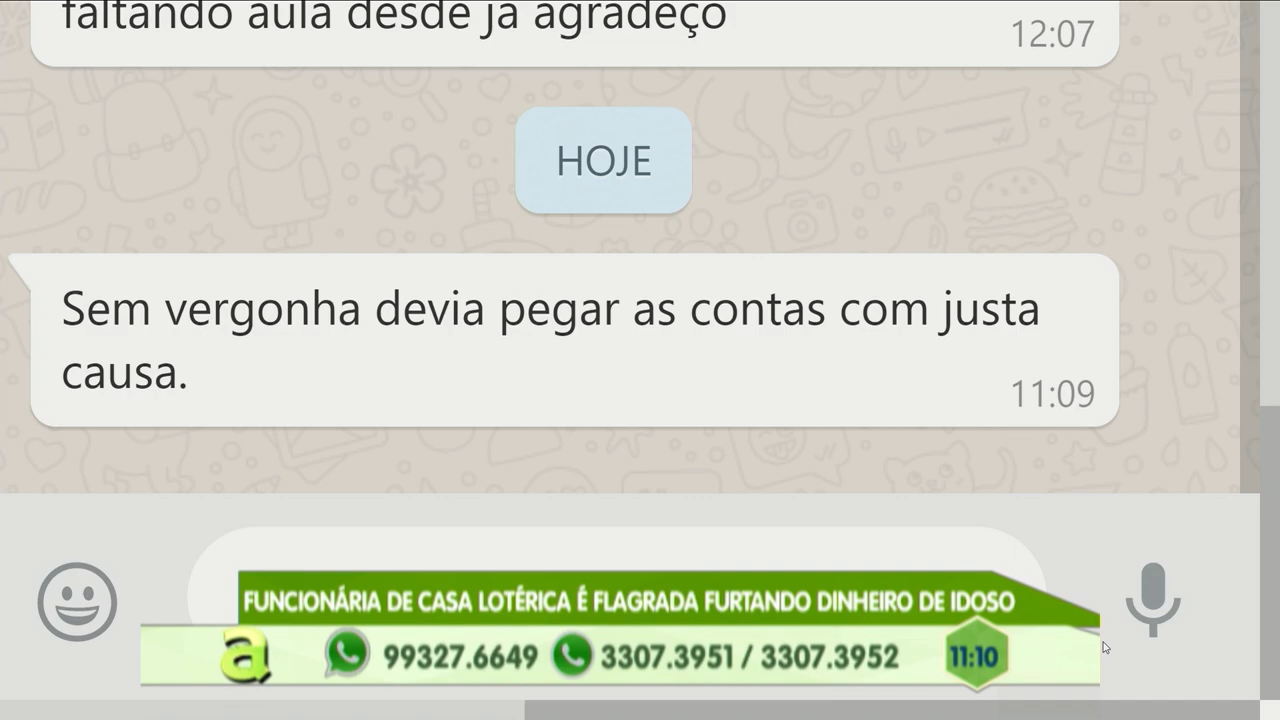 faltando aula desde já agradeço
12:07
HOJE
Sem vergonha devia pegar as contas com justa
causa.
11:09
FUNCIONÁRIA DE CASA LOTÉRICA É FLAGRADA FURTANDO DINHEIRO DE IDOSO
a 99327.6649 3307.3951 / 3307.3952 11:10